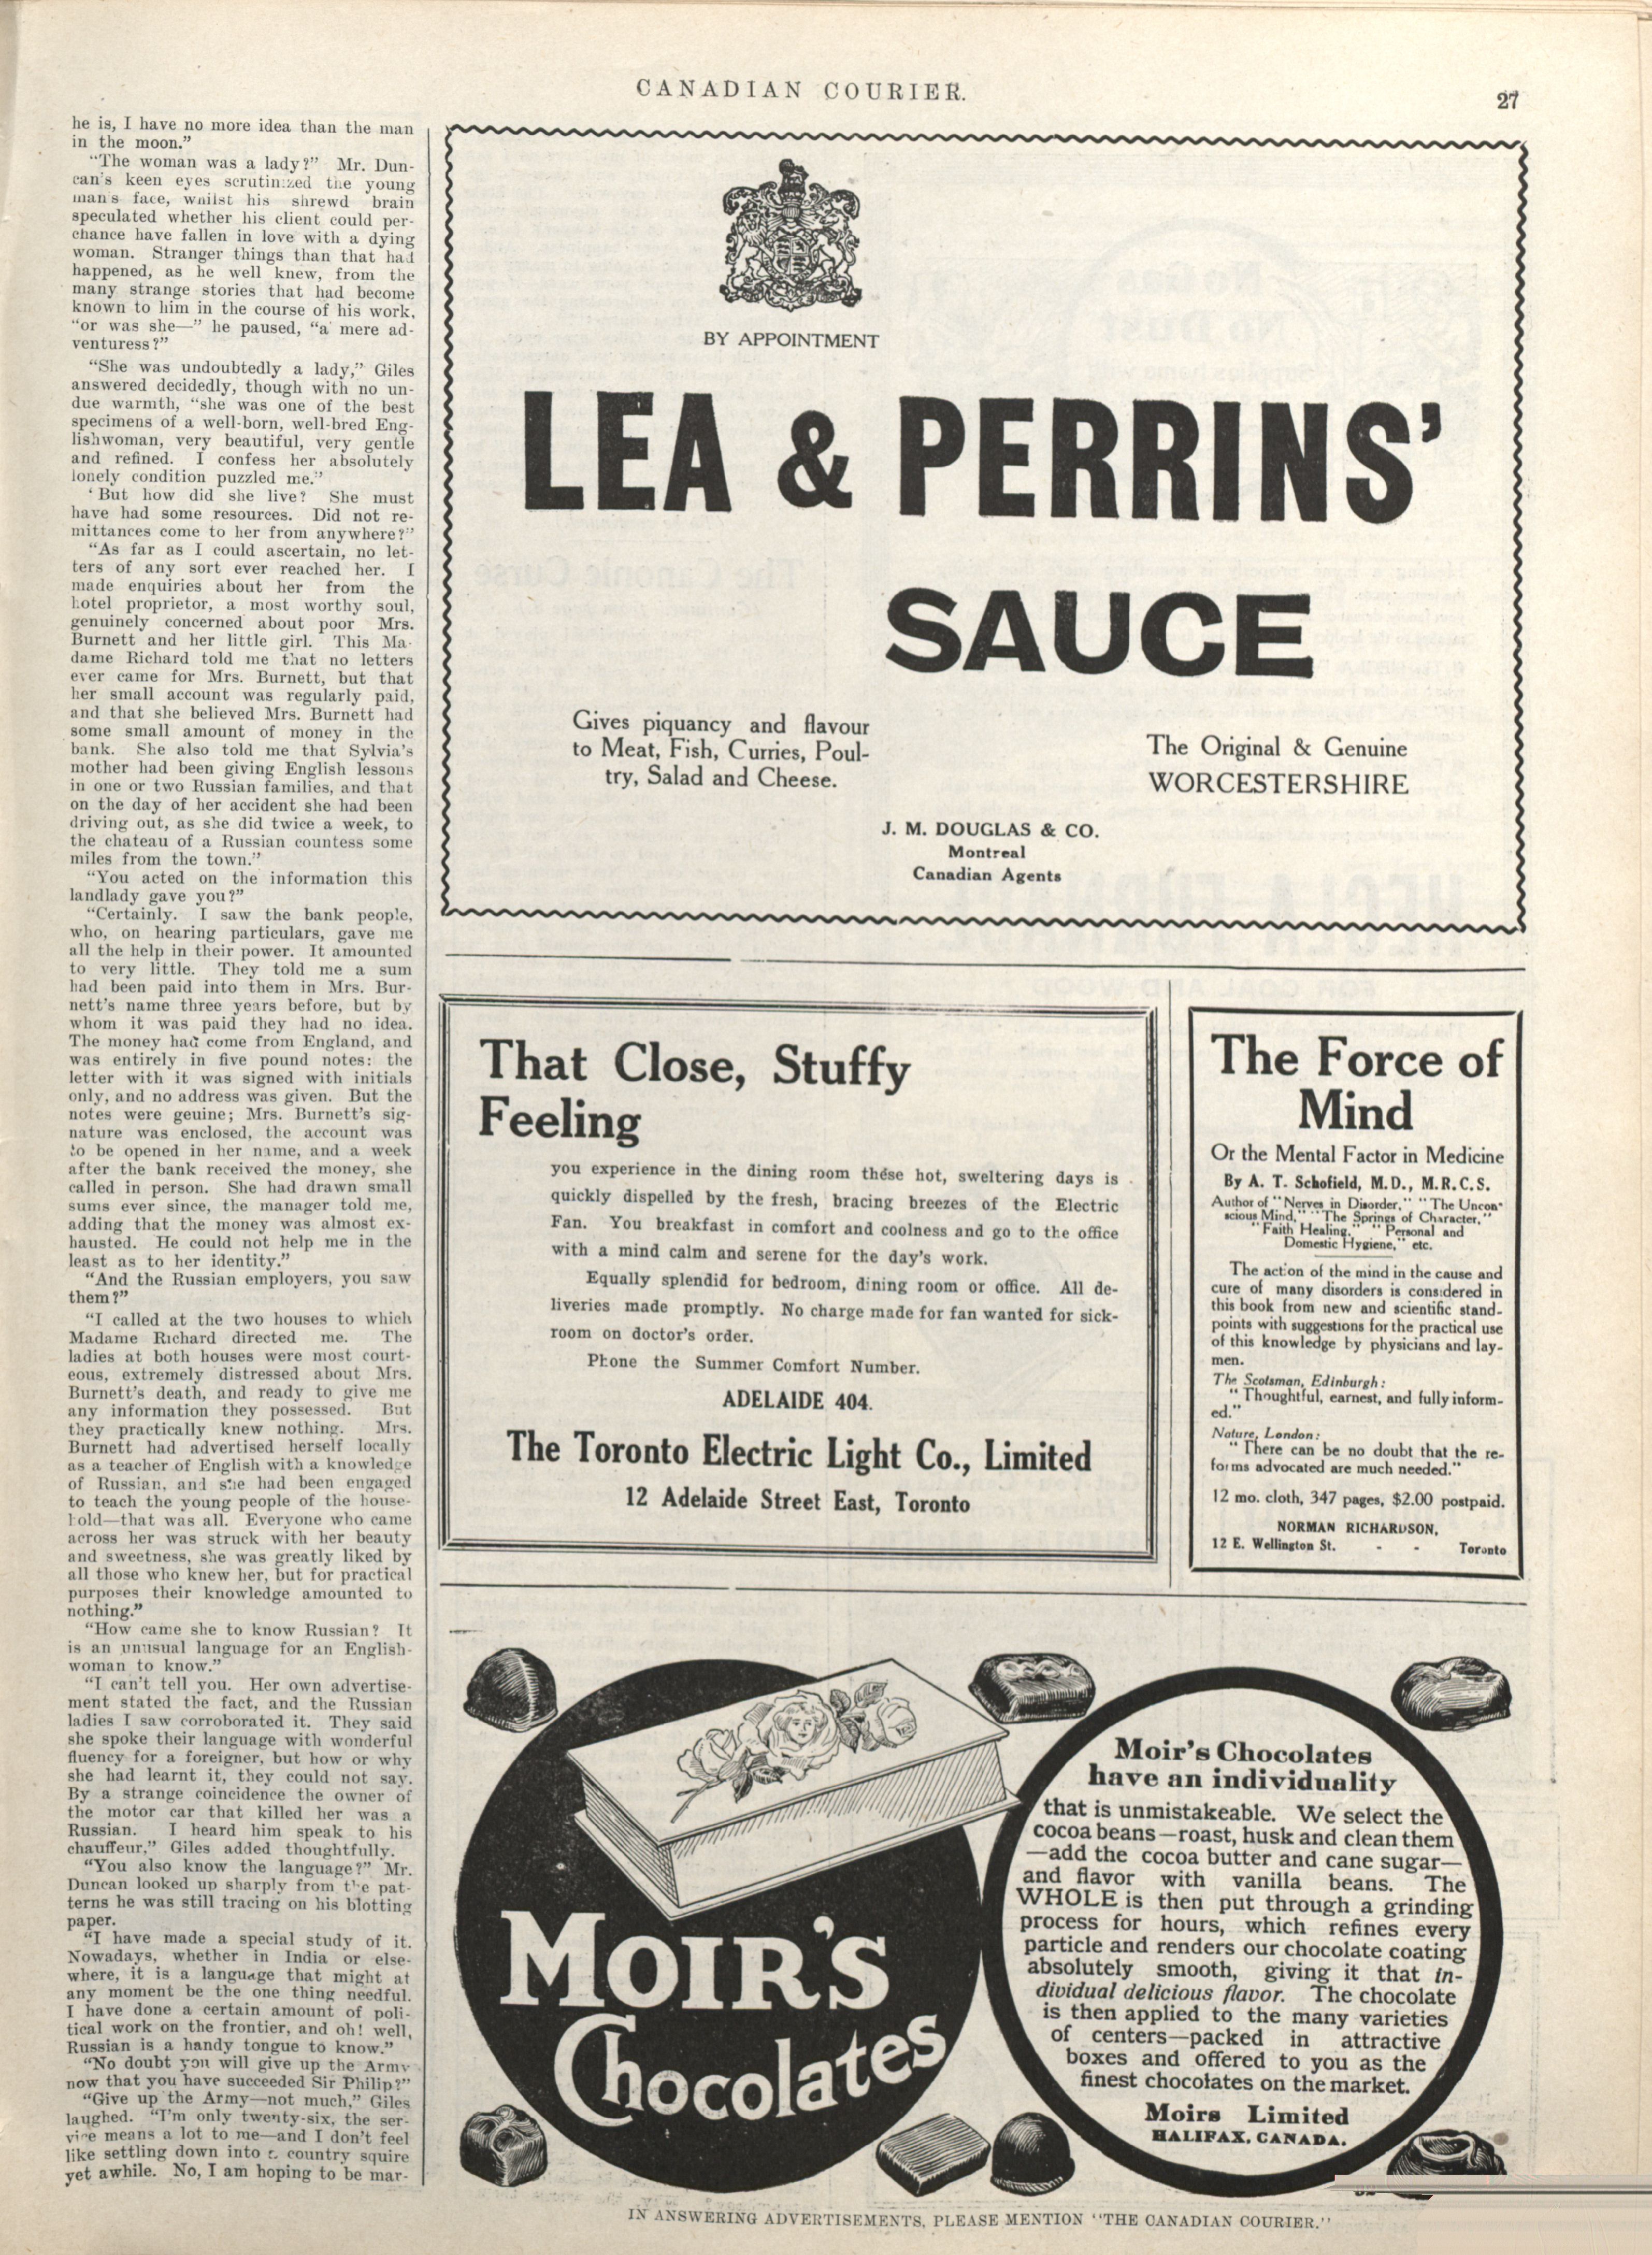 CANADIAN COURIER.
27
he is, I have no more idea than the man
in the moon."
"The woman was a lady?" Mr. Dun-
can's keen eyes scrutinized the young
man's face, whilst his shrewd brain
speculated whether his client could per-
chance have fallen in love with a dying
woman. Stranger things than that had
happened, as he well knew, from the
many strange stories that had become
known to him in the course of his work,
"or was she—" he paused, "a mere ad-
venturess?"
"She was undoubtedly a lady," Giles
answered decidedly, though with no un-
due warmth, "she was one of the best
specimens of a well-born, well-bred Eng-
lishwoman, very beautiful, very gentle
and refined. I confess her absolutely
lonely condition puzzled me."
'But how did she live? She must
have had some resources. Did not re-
mittances come to her from anywhere?"
"As far as I could ascertain, no let-
ters of any sort ever reached her. I
made enquiries about her from the
hotel proprietor, a most worthy soul,
genuinely concerned about poor Mrs.
Burnett and her little girl. This Ma-
dame Richard told me that no letters
ever came for Mrs. Burnett, but that
her small account was regularly paid,
and that she believed Mrs. Burnett had
some small amount of money in the
bank. She also told me that Sylvia's
mother had been giving English lessons
in one or two Russian families, and that
on the day of her accident she had been
driving out, as she did twice a week, to
the chateau of a Russian countess some
miles from the town."
"You acted on the information this
landlady gave you?"
"Certainly. I saw the bank people,
who, on hearing particulars, gave me
all the help in their power. It amounted
to very little. They told me a sum
had been paid into them in Mrs. Bur-
nett's name three years before, but by
whom it was paid they had no idea.
The money had come from England, and
was entirely in five pound notes: the
letter with it was signed with initials
only, and no address was given. But the
notes were geuine; Mrs. Burnett's sig-
nature was enclosed, the account was
to be opened in her name, and a week
after the bank received the money, she
called in person. She had drawn small
sums ever since, the manager told me,
adding that the money was almost ex-
hausted. He could not help me in the
least as to her identity."
"And the Russian employers, you saw
them?"
"I called at the two houses to which
Madame Richard directed me. The
ladies at both houses were most court-
eous, extremely distressed about Mrs.
Burnett's death, and ready to give me
any information they possessed. But
they practically knew nothing. Mrs.
Burnett had advertised herself locally
as a teacher of English with a knowledge
of Russian, and she had been engaged
to teach the young people of the house-
hold—that was all. Everyone who came
across her was struck with her beauty
and sweetness, she was greatly liked by
all those who knew her, but for practical
purposes their knowledge amounted to
nothing."
"How came she to know Russian? It
is an unusual language for an English-
woman to know."
"I can't tell you. Her own advertise-
ment stated the fact, and the Russian
ladies I saw corroborated it. They said
she spoke their language with wonderful
fluency for a foreigner, but how or why
she had learnt it, they could not say.
By a strange coincidence the owner of
the motor car that killed her was a
Russian. I heard him speak to his
chauffeur," Giles added thoughtfully.
"You also know the language?" Mr.
Duncan looked up sharply from the pat-
terns he was still tracing on his blotting
paper.
"I have made a special study of it.
Nowadays, whether in India or else-
where, it is a language that might at
any moment be the one thing needful.
I have done a certain amount of poli-
tical work on the frontier, and oh! well,
Russian is a handy tongue to know."
"No doubt you will give up the Army
now that you have succeeded Sir Philip?"
"Give up the Army—not much," Giles
laughed. "I'm only twenty-six, the ser-
vice means a lot to me—and I don't feel
like settling down into a country squire
yet awhile. No, I am hoping to be mar-
BY APPOINTMENT
LEA & PERRINS'
SAUCE
Gives piquancy and flavour
to Meat, Fish, Curries, Poul-
try, Salad and Cheese.
The Original & Genuine
WORCESTERSHIRE
J. M. DOUGLAS & CO.
Montreal
Canadian Agents
That Close, Stuffy
Feeling
you experience in the dining room these hot, sweltering days is
quickly dispelled by the fresh, bracing breezes of the Electric
Fan. You breakfast in comfort and coolness and go to the office
with a mind calm and serene for the day's work.
Equally splendid for bedroom, dining room or office. All de-
liveries made promptly. No charge made for fan wanted for sick-
room on doctor's order.
Phone the Summer Comfort Number.
ADELAIDE 404.
The Toronto Electric Light Co., Limited
12 Adelaide Street East, Toronto
The Force of
Mind
Or the Mental Factor in Medicine
By A. T. Schofield, M.D., M.R.C.S.
Author of "Nerves in Disorder," "The Uncon-
scious Mind," "The Springs of Character,"
"Faith Healing," "Personal and
Domestic Hygiene," etc.
The action of the mind in the cause and
cure of many disorders is considered in
this book from new and scientific stand-
points with suggestions for the practical use
of this knowledge by physicians and lay-
men.
The Scotsman, Edinburgh:
"Thoughtful, earnest, and fully inform-
ed."
Nature, London:
"There can be no doubt that the re-
forms advocated are much needed."
12 mo. cloth, 347 pages, $2.00 postpaid.
NORMAN RICHARDSON,
12 E. Wellington St. - - Toronto
MOIR'S
Chocolates
Moir's Chocolates
have an individuality
that is unmistakeable. We select the
cocoa beans—roast, husk and clean them
—add the cocoa butter and cane sugar—
and flavor with vanilla beans. The
WHOLE is then put through a grinding
process for hours, which refines every
particle and renders our chocolate coating
absolutely smooth, giving it that in-
dividual delicious flavor. The chocolate
is then applied to the many varieties
of centers—packed in attractive
boxes and offered to you as the
finest chocolates on the market.
Moirs Limited
HALIFAX, CANADA.
IN ANSWERING ADVERTISEMENTS, PLEASE MENTION "THE CANADIAN COURIER."